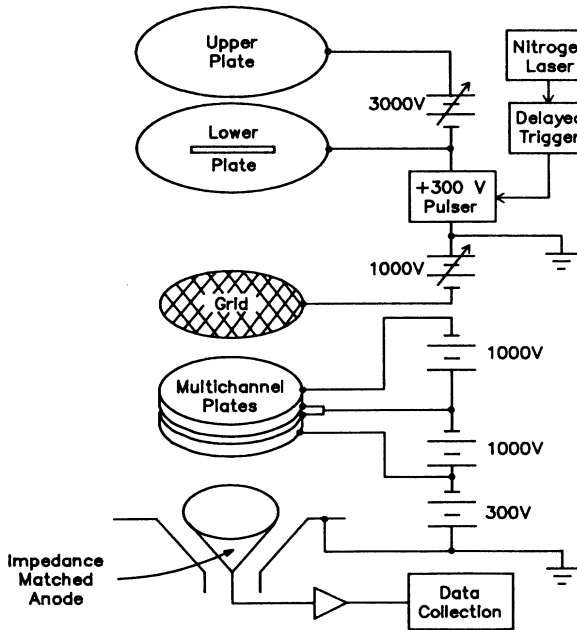 Upper
Plate
3000V
Nitroge
Laser
Lower
Plate
Delayed
Trigger
+300 V
Pulser
1000V
Grid
1000V
Multichannel
Plates
1000V
300V
Impedance
Matched
Anode
Data
Collection